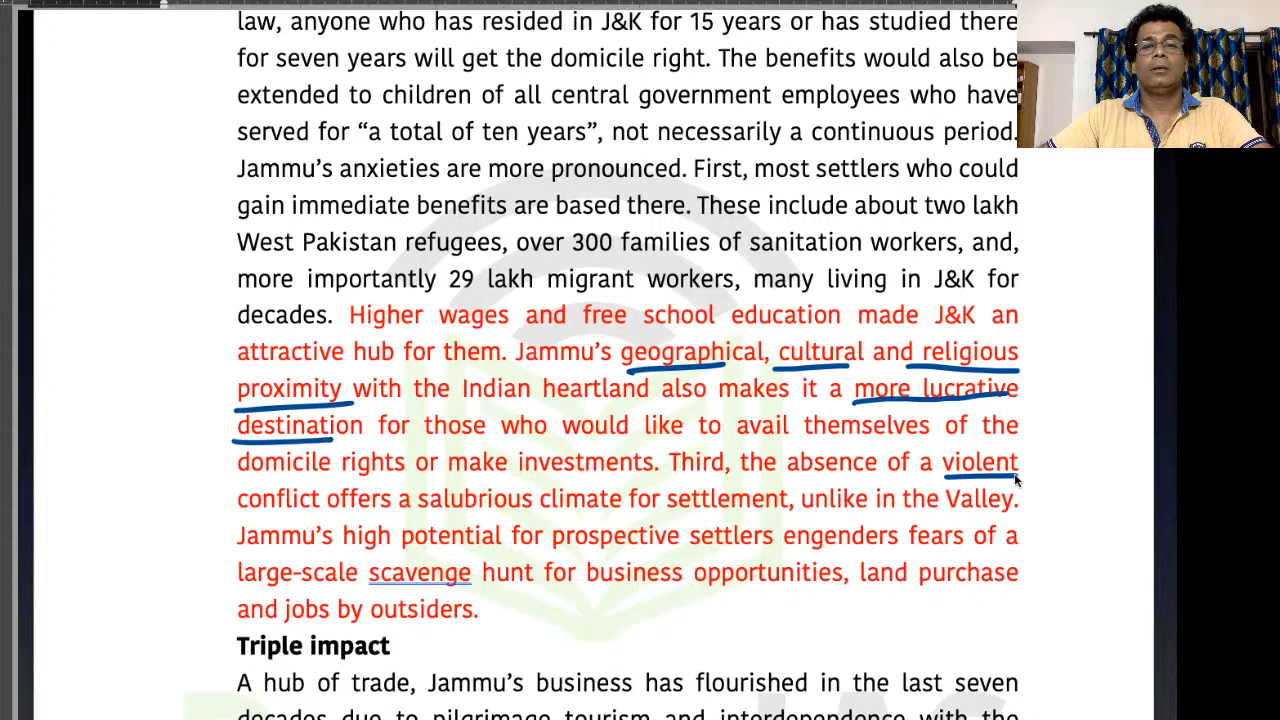 law, anyone who has resided in J&K for 15 years or has studied there
for seven years will get the domicile right. The benefits would also be
extended to children of all central government employees who have
served for “a total of ten years”, not necessarily a continuous period.
Jammu’s anxieties are more pronounced. First, most settlers who could
gain immediate benefits are based there. These include about two lakh
West Pakistan refugees, over 300 families of sanitation workers, and,
more importantly 29 lakh migrant workers, many living in J&K for
decades. Higher wages and free school education made J&K an
attractive hub for them. Jammu’s geographical, cultural and religious
proximity with the Indian heartland also makes it a more lucrative
destination for those who would like to avail themselves of the
domicile rights or make investments. Third, the absence of a violent
conflict offers a salubrious climate for settlement, unlike in the Valley.
Jammu’s high potential for prospective settlers engenders fears of a
large-scale scavenge hunt for business opportunities, land purchase
and jobs by outsiders.
Triple impact
A hub of trade, Jammu’s business has flourished in the last seven
decades due to pilgrimage tourism and interdependence with the